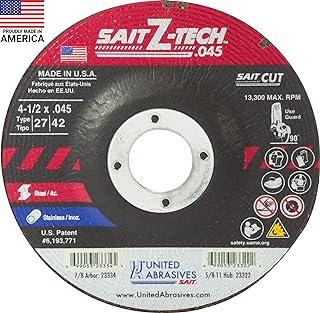 PROUDLY MADE IN
AMERICA
SAIT Z-TECH™
.045
MADE IN U.S.A.
Fabriqué aux États-Unis
Hecho en EE.UU.
SAIT CUT
4-1/2 x .045
13,300 MAX. RPM
Type
Tipo
27/42
Use
Guard
90°
Steel/Ac.
Stainless/Inox.
U.S. Patent
#6,193,771
safety.uama.org
7/8 Arbor: 23334
UNITED
ABRASIVES
SAIT
5/8-11 Hub: 23322
www.UnitedAbrasives.com